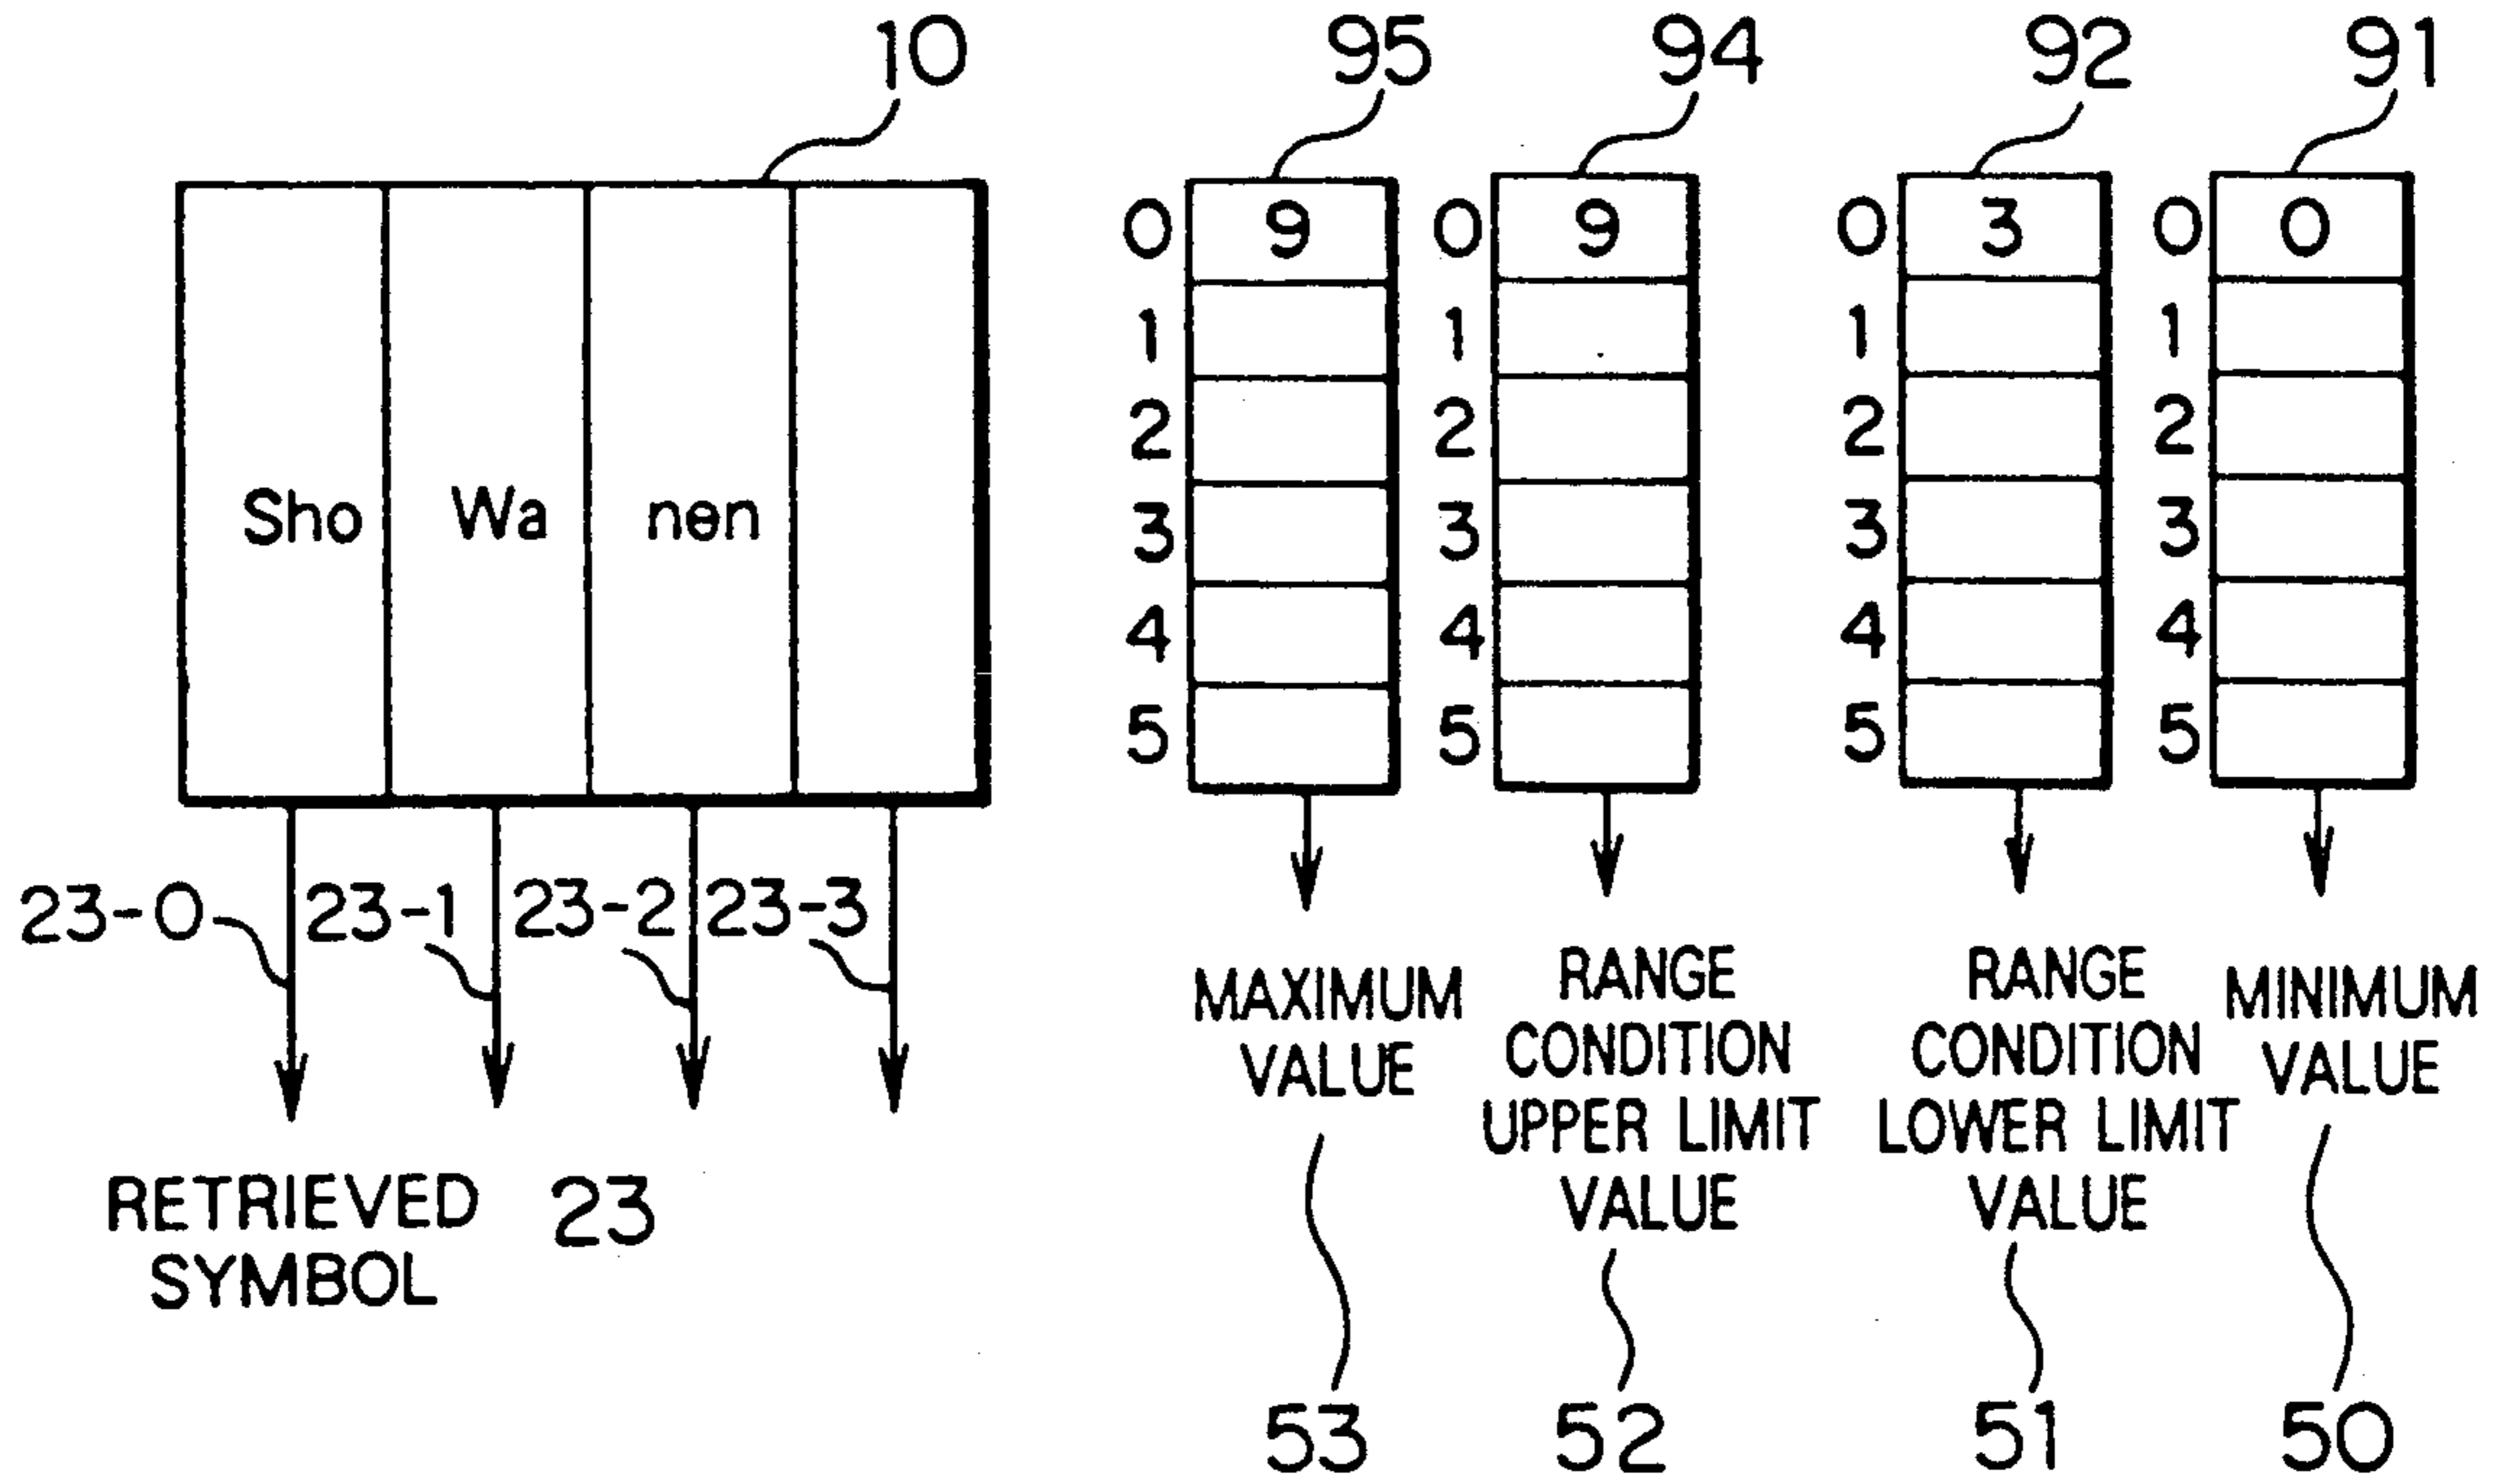 10 95 94 92 91
0 9 0 9 0 3 0 0
1 1 1 1
2 2 2 2
Sho Wa nen 3 3 3 3
4 4 4 4
5 5 5 5
23-0 23-1 23-2 23-3
RETRIEVED
SYMBOL
23
MAXIMUM
VALUE
RANGE
CONDITION
UPPER LIMIT
VALUE
RANGE
CONDITION
LOWER LIMIT
VALUE
MINIMUM
VALUE
53 52 51 50